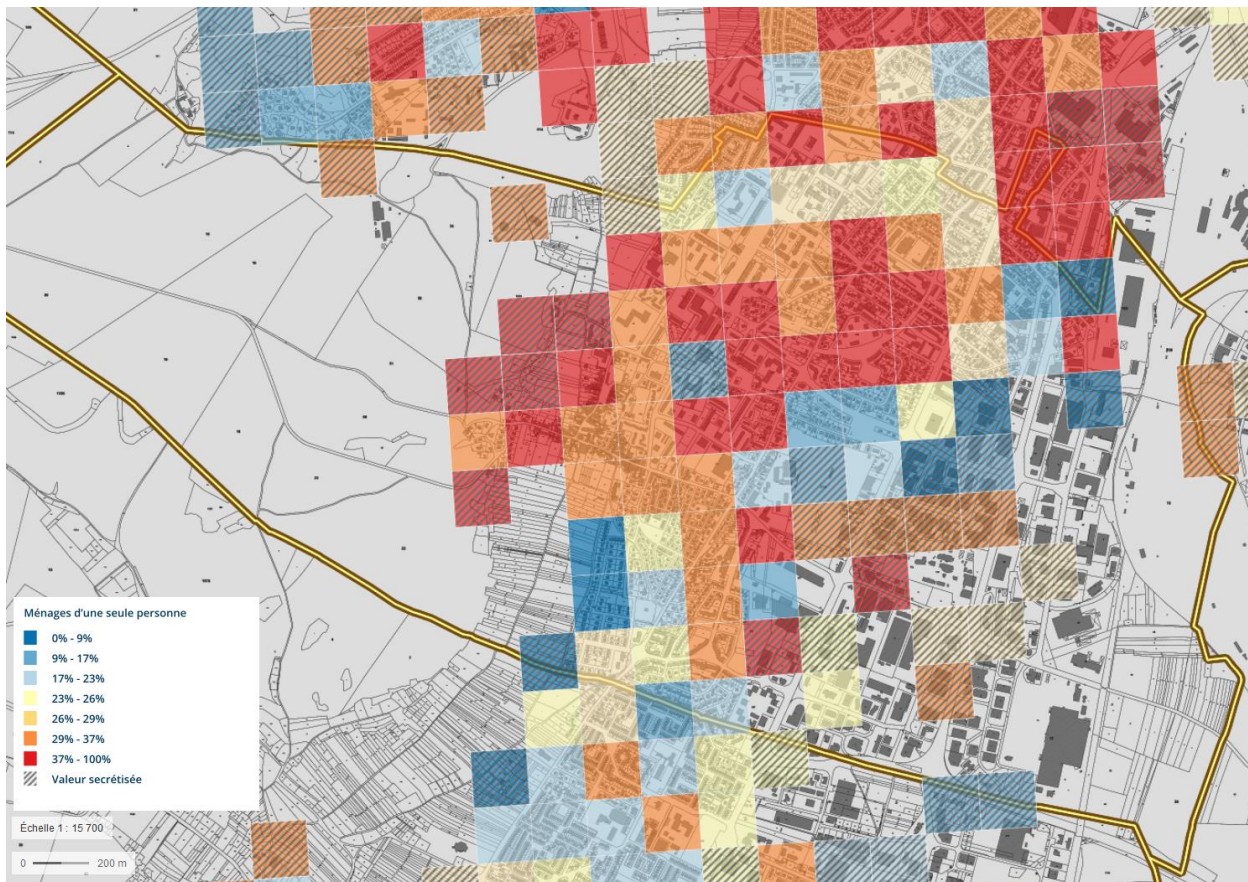 Ménages d'une seule personne
0% - 9%
9% - 17%
17% - 23%
23% - 26%
26% - 29%
29% - 37%
37% - 100%
Valeur secrétisée
Échelle 1 : 15 700
0 200 m